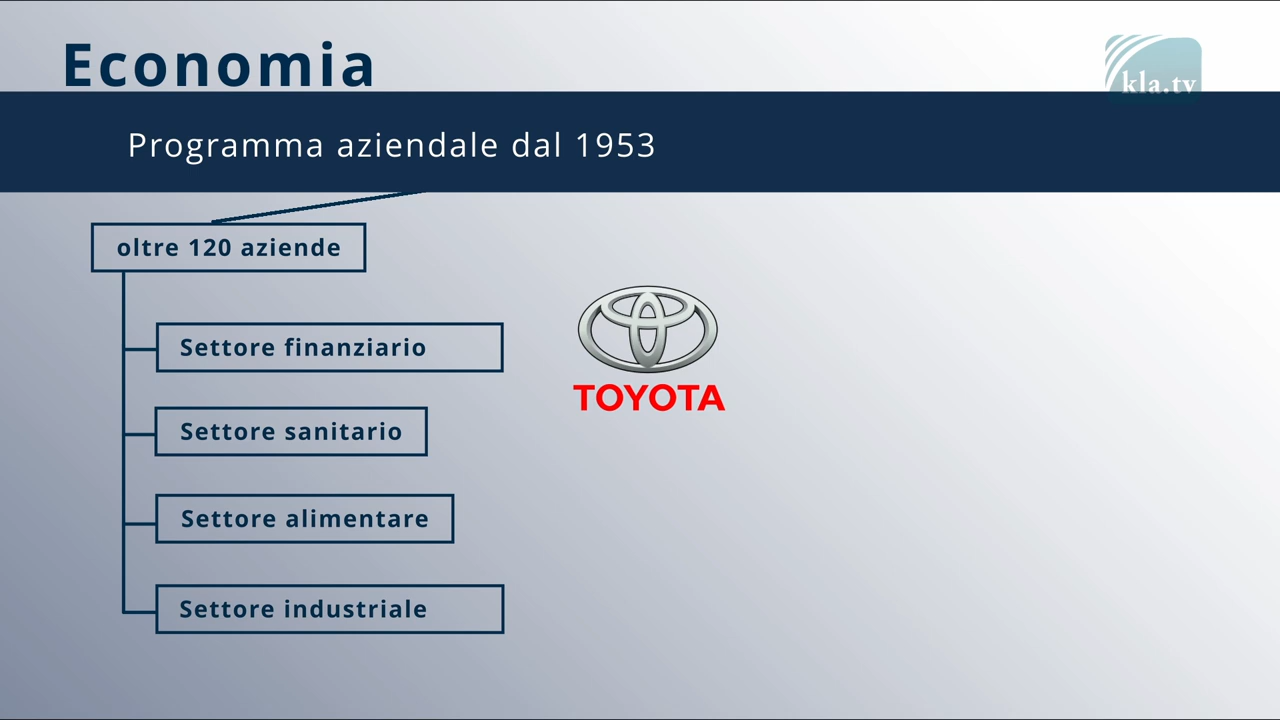 Economia
kla.tv
Programma aziendale dal 1953
oltre 120 aziende
Settore finanziario
TOYOTA
Settore sanitario
Settore alimentare
Settore industriale